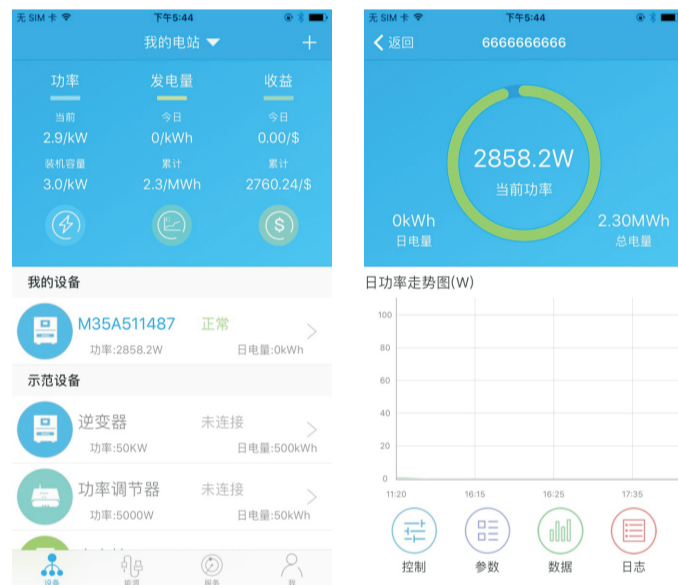 无 SIM 卡
下午5:44
我的电站
功率
发电量
收益
当前
今日
今日
2.9/kW
0/kWh
0.00/$
装机容量
累计
累计
3.0/kW
2.3/MWh
2760.24/$
我的设备
M35A511487
正常
功率:2858.2W
日电量:0kWh
示范设备
逆变器
未连接
功率:50KW
日电量:500kWh
功率调节器
未连接
功率:5000W
日电量:50kWh
设备
无 SIM 卡
下午5:44
返回
6666666666
2858.2W
当前功率
0kWh
日电量
2.30MWh
总电量
日功率走势图(W)
100
80
60
40
20
0
11:20
16:15
16:25
17:35
控制
参数
数据
日志